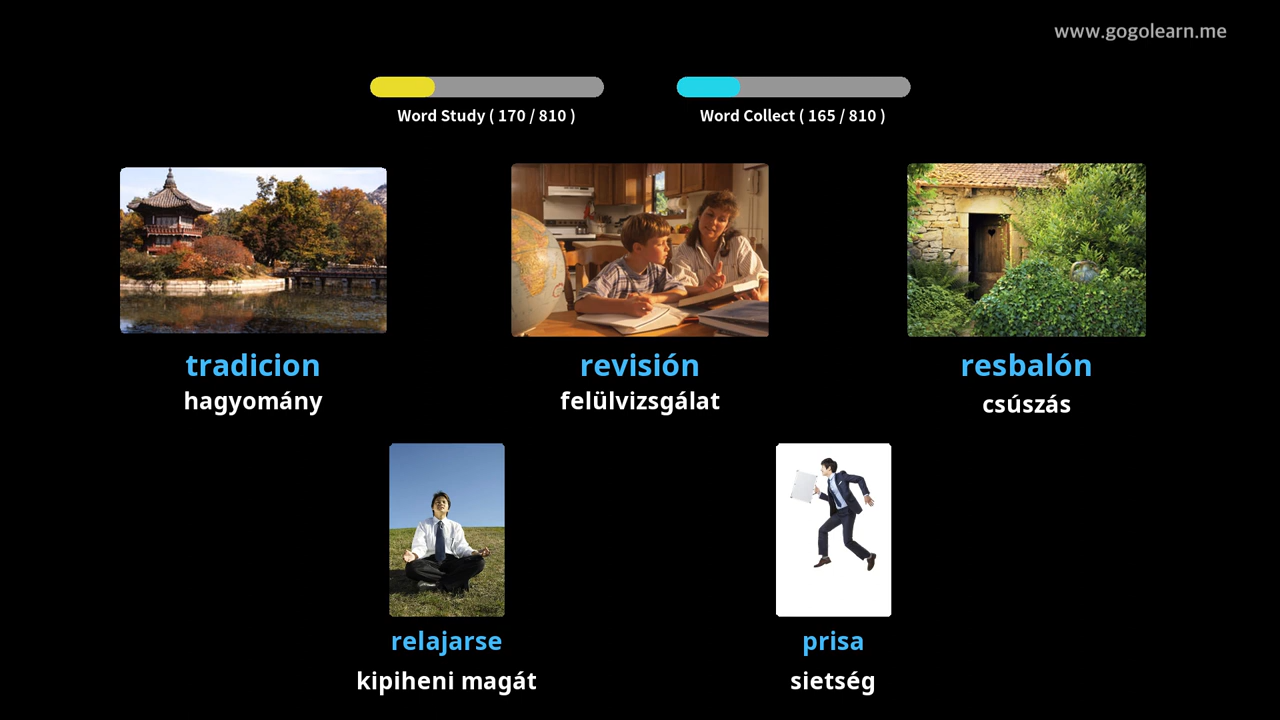 www.gogolearn.me
Word Study ( 170 / 810 )
Word Collect ( 165 / 810 )
tradicion
hagyomány
revisión
felülvizsgálat
resbalón
csúszás
relajarse
kipiheni magát
prisa
sietség